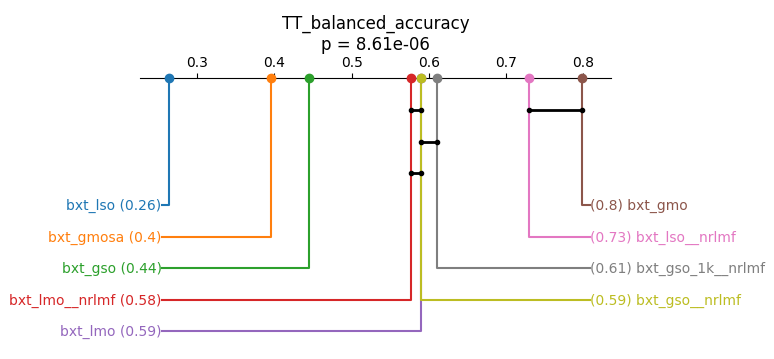 TT_balanced_accuracy
p = 8.61e-06
0.3 0.4 0.5 0.6 0.7 0.8
bxt_lso (0.26) (0.8) bxt_gmo
bxt_gmosa (0.4) (0.73) bxt_lso__nrlmf
bxt_gso (0.44) (0.61) bxt_gso_1k__nrlmf
bxt_lmo__nrlmf (0.58) (0.59) bxt_gso__nrlmf
bxt_lmo (0.59)